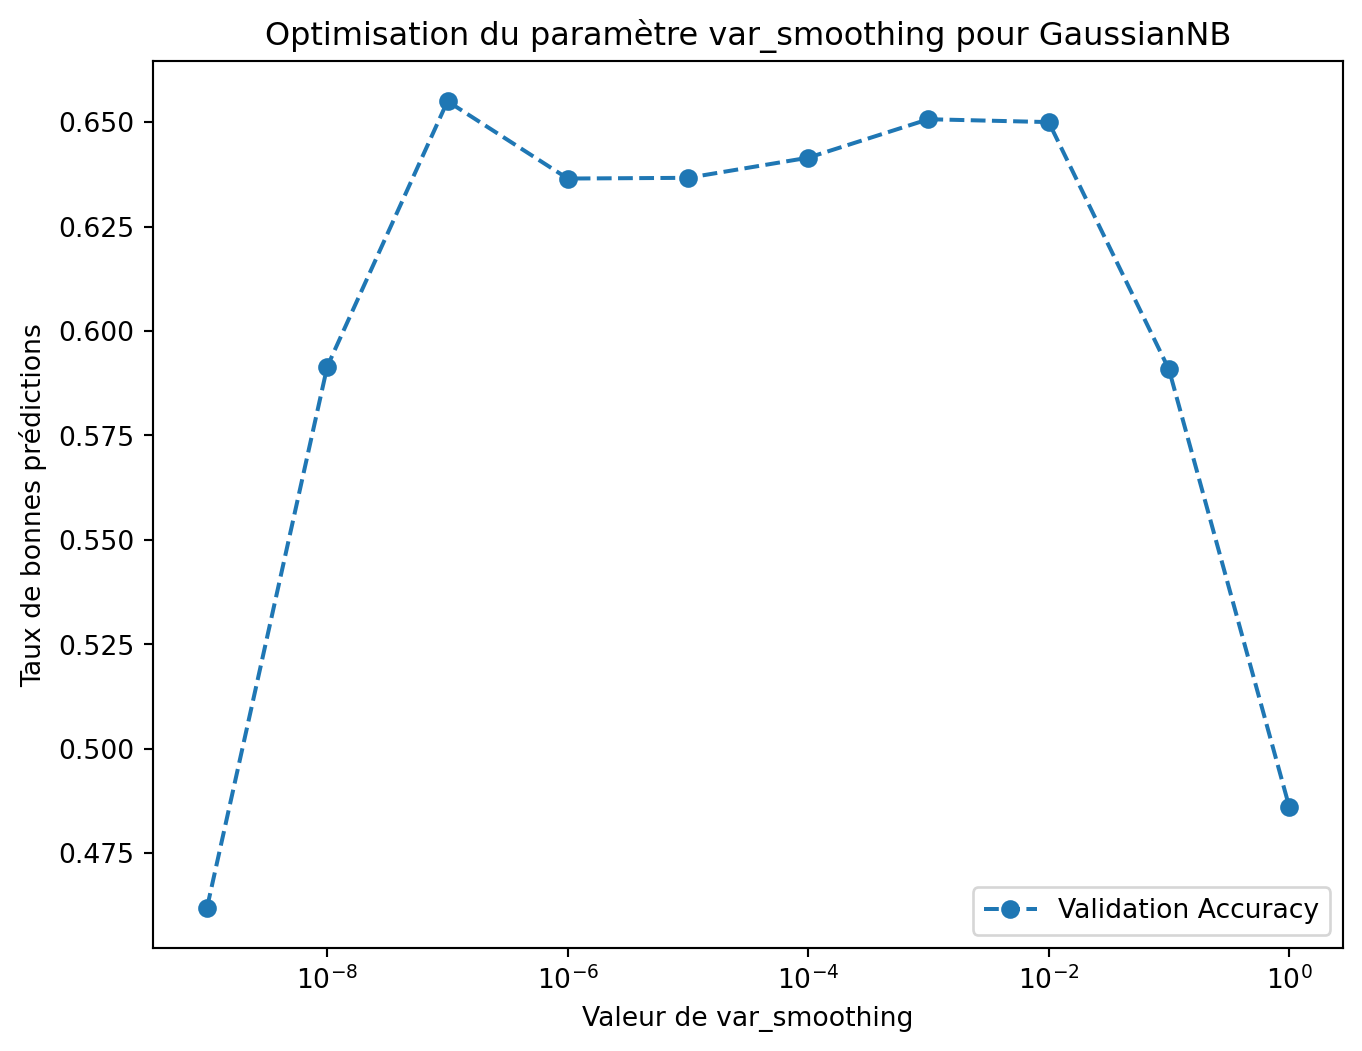 Optimisation du paramètre var_smoothing pour GaussianNB
0.650
0.625
0.600
0.575
0.550
0.525
0.500
0.475
Taux de bonnes prédictions
Validation Accuracy
10⁻⁸ 10⁻⁶ 10⁻⁴ 10⁻² 10⁰
Valeur de var_smoothing